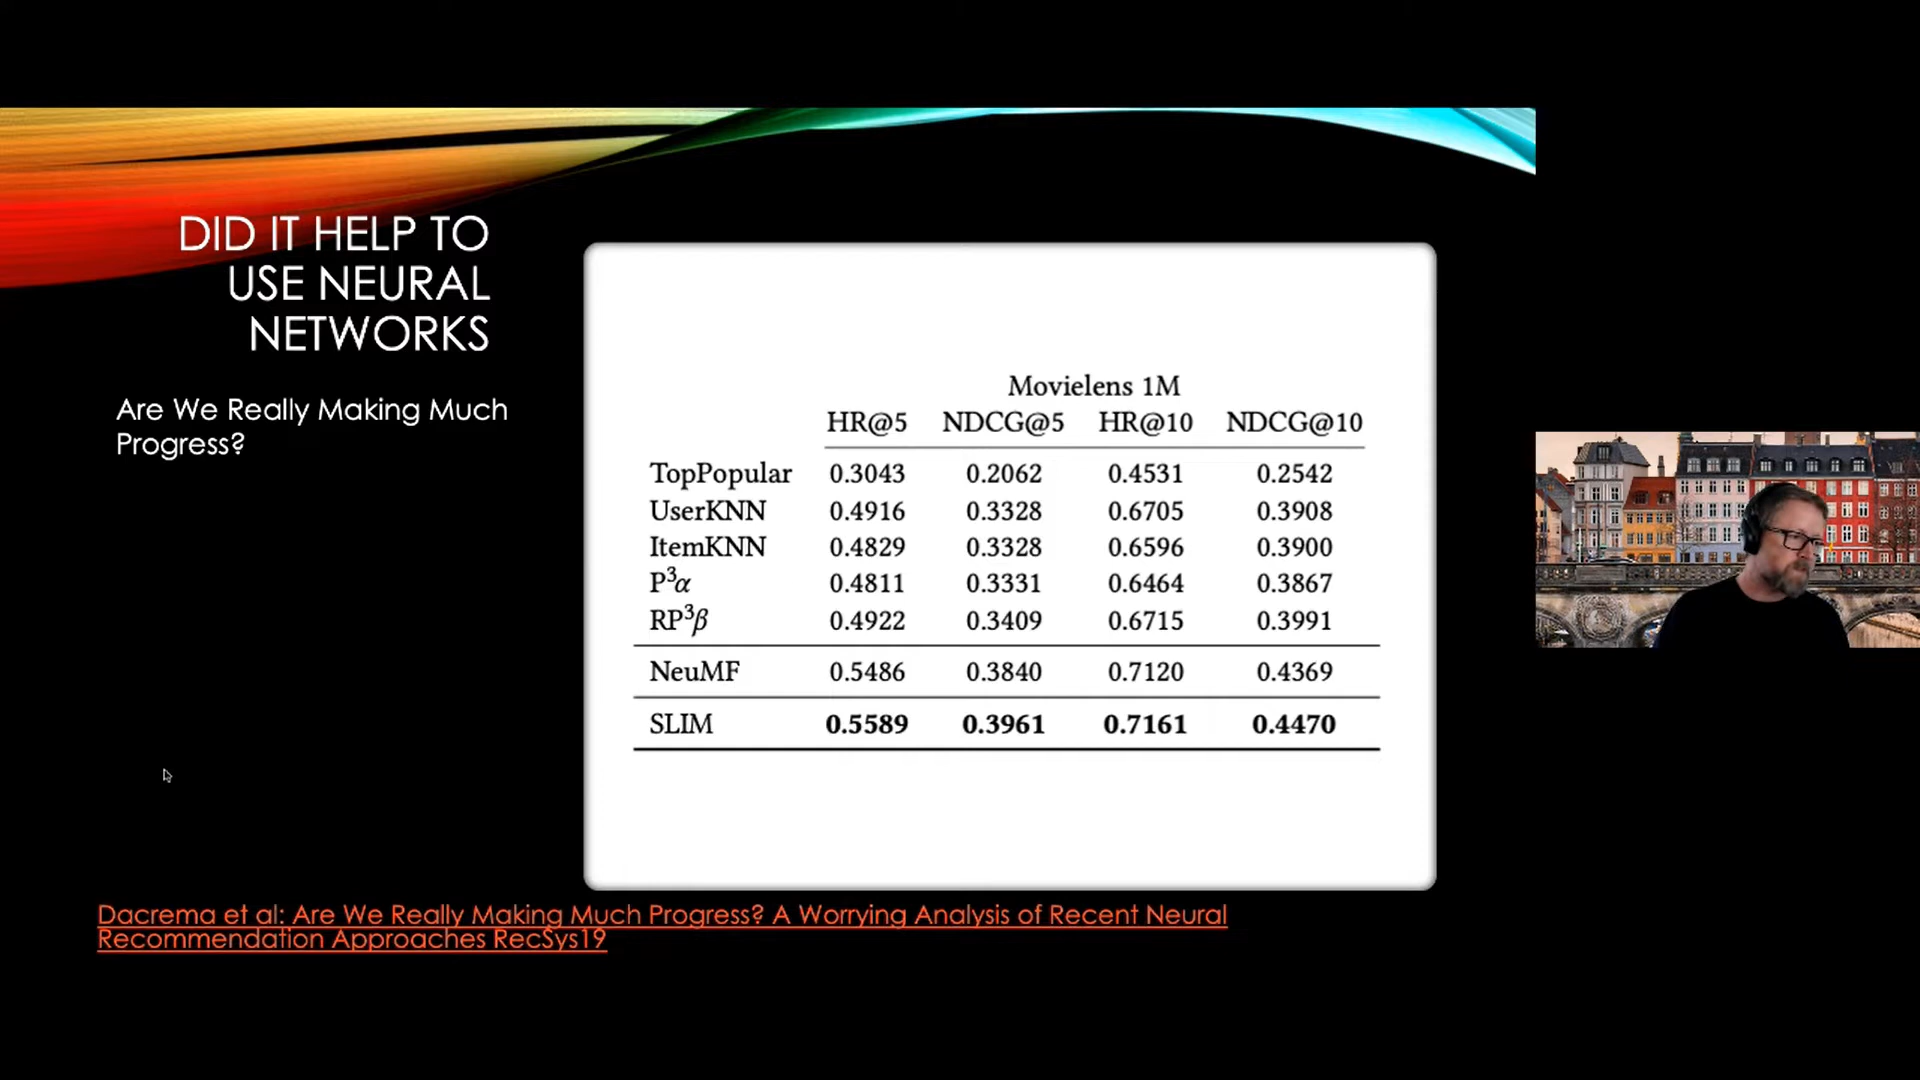 DID IT HELP TO
USE NEURAL
NETWORKS
Are We Really Making Much
Progress?
Movielens 1M
HR@5 NDCG@5 HR@10 NDCG@10
TopPopular 0.3043 0.2062 0.4531 0.2542
UserKNN 0.4916 0.3328 0.6705 0.3908
ItemKNN 0.4829 0.3328 0.6596 0.3900
P³α 0.4811 0.3331 0.6464 0.3867
RP³β 0.4922 0.3409 0.6715 0.3991
NeuMF 0.5486 0.3840 0.7120 0.4369
SLIM 0.5589 0.3961 0.7161 0.4470
Dacrema et al: Are We Really Making Much Progress? A Worrying Analysis of Recent Neural
Recommendation Approaches RecSys19